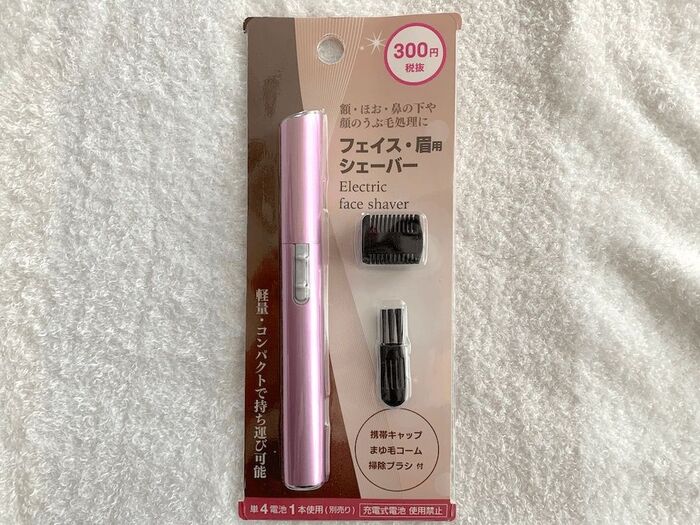 300円
税抜
額・ほお・鼻の下や
顔のうぶ毛処理に
フェイス・眉用
シェーバー
Electric
face shaver
軽量・コンパクトで持ち運び可能
携帯キャップ
まゆ毛コーム
掃除ブラシ 付
単4電池1本使用(別売り) 充電式電池 使用禁止